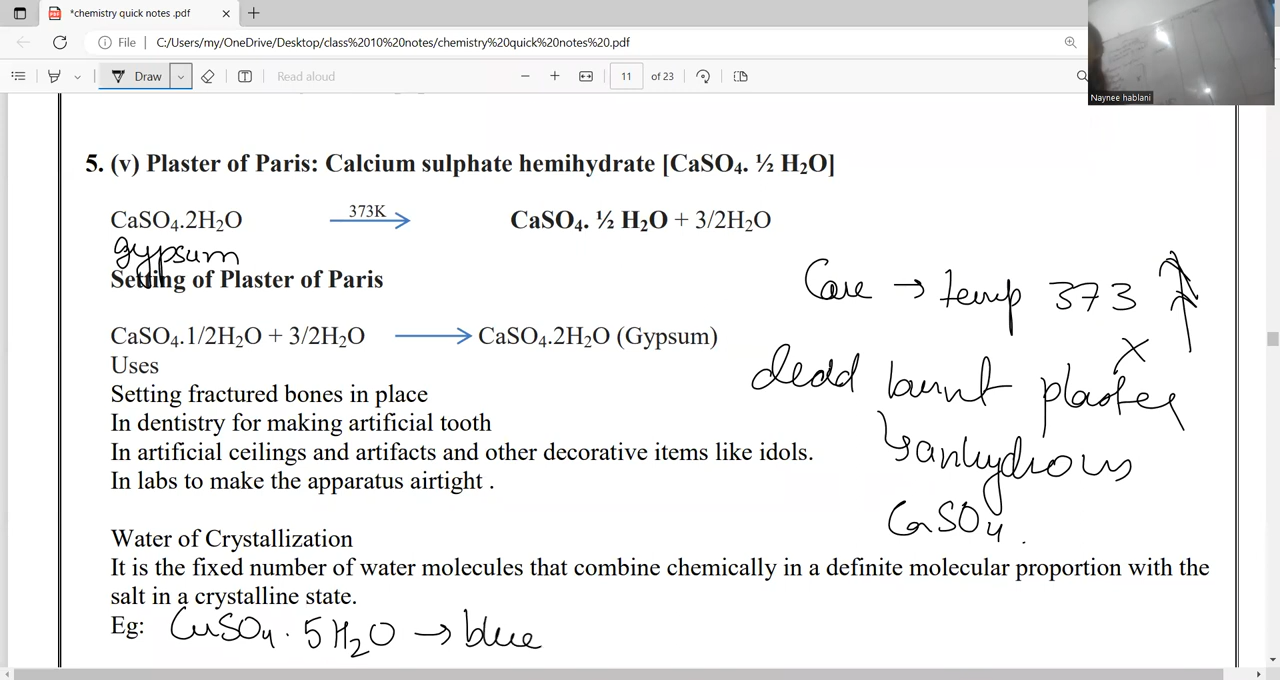 *chemistry quick notes .pdf
File C:/Users/my/OneDrive/Desktop/class%2010%20notes/chemistry%20quick%20notes%20.pdf
Draw Read aloud 11 of 23
Naynee hablani
5. (v) Plaster of Paris: Calcium sulphate hemihydrate [CaSO₄. ½ H₂O]
CaSO₄.2H₂O 373K CaSO₄. ½ H₂O + 3/2H₂O
gypsum
Setting of Plaster of Paris
Care → temp 373 ↑
CaSO₄.1/2H₂O + 3/2H₂O → CaSO₄.2H₂O (Gypsum)
x
Uses
dead burnt plaster
Setting fractured bones in place
In dentistry for making artificial tooth
In artificial ceilings and artifacts and other decorative items like idols.
↳ anhydrous
In labs to make the apparatus airtight .
CaSO₄.
Water of Crystallization
It is the fixed number of water molecules that combine chemically in a definite molecular proportion with the
salt in a crystalline state.
Eg: CuSO₄ . 5H₂O → blue